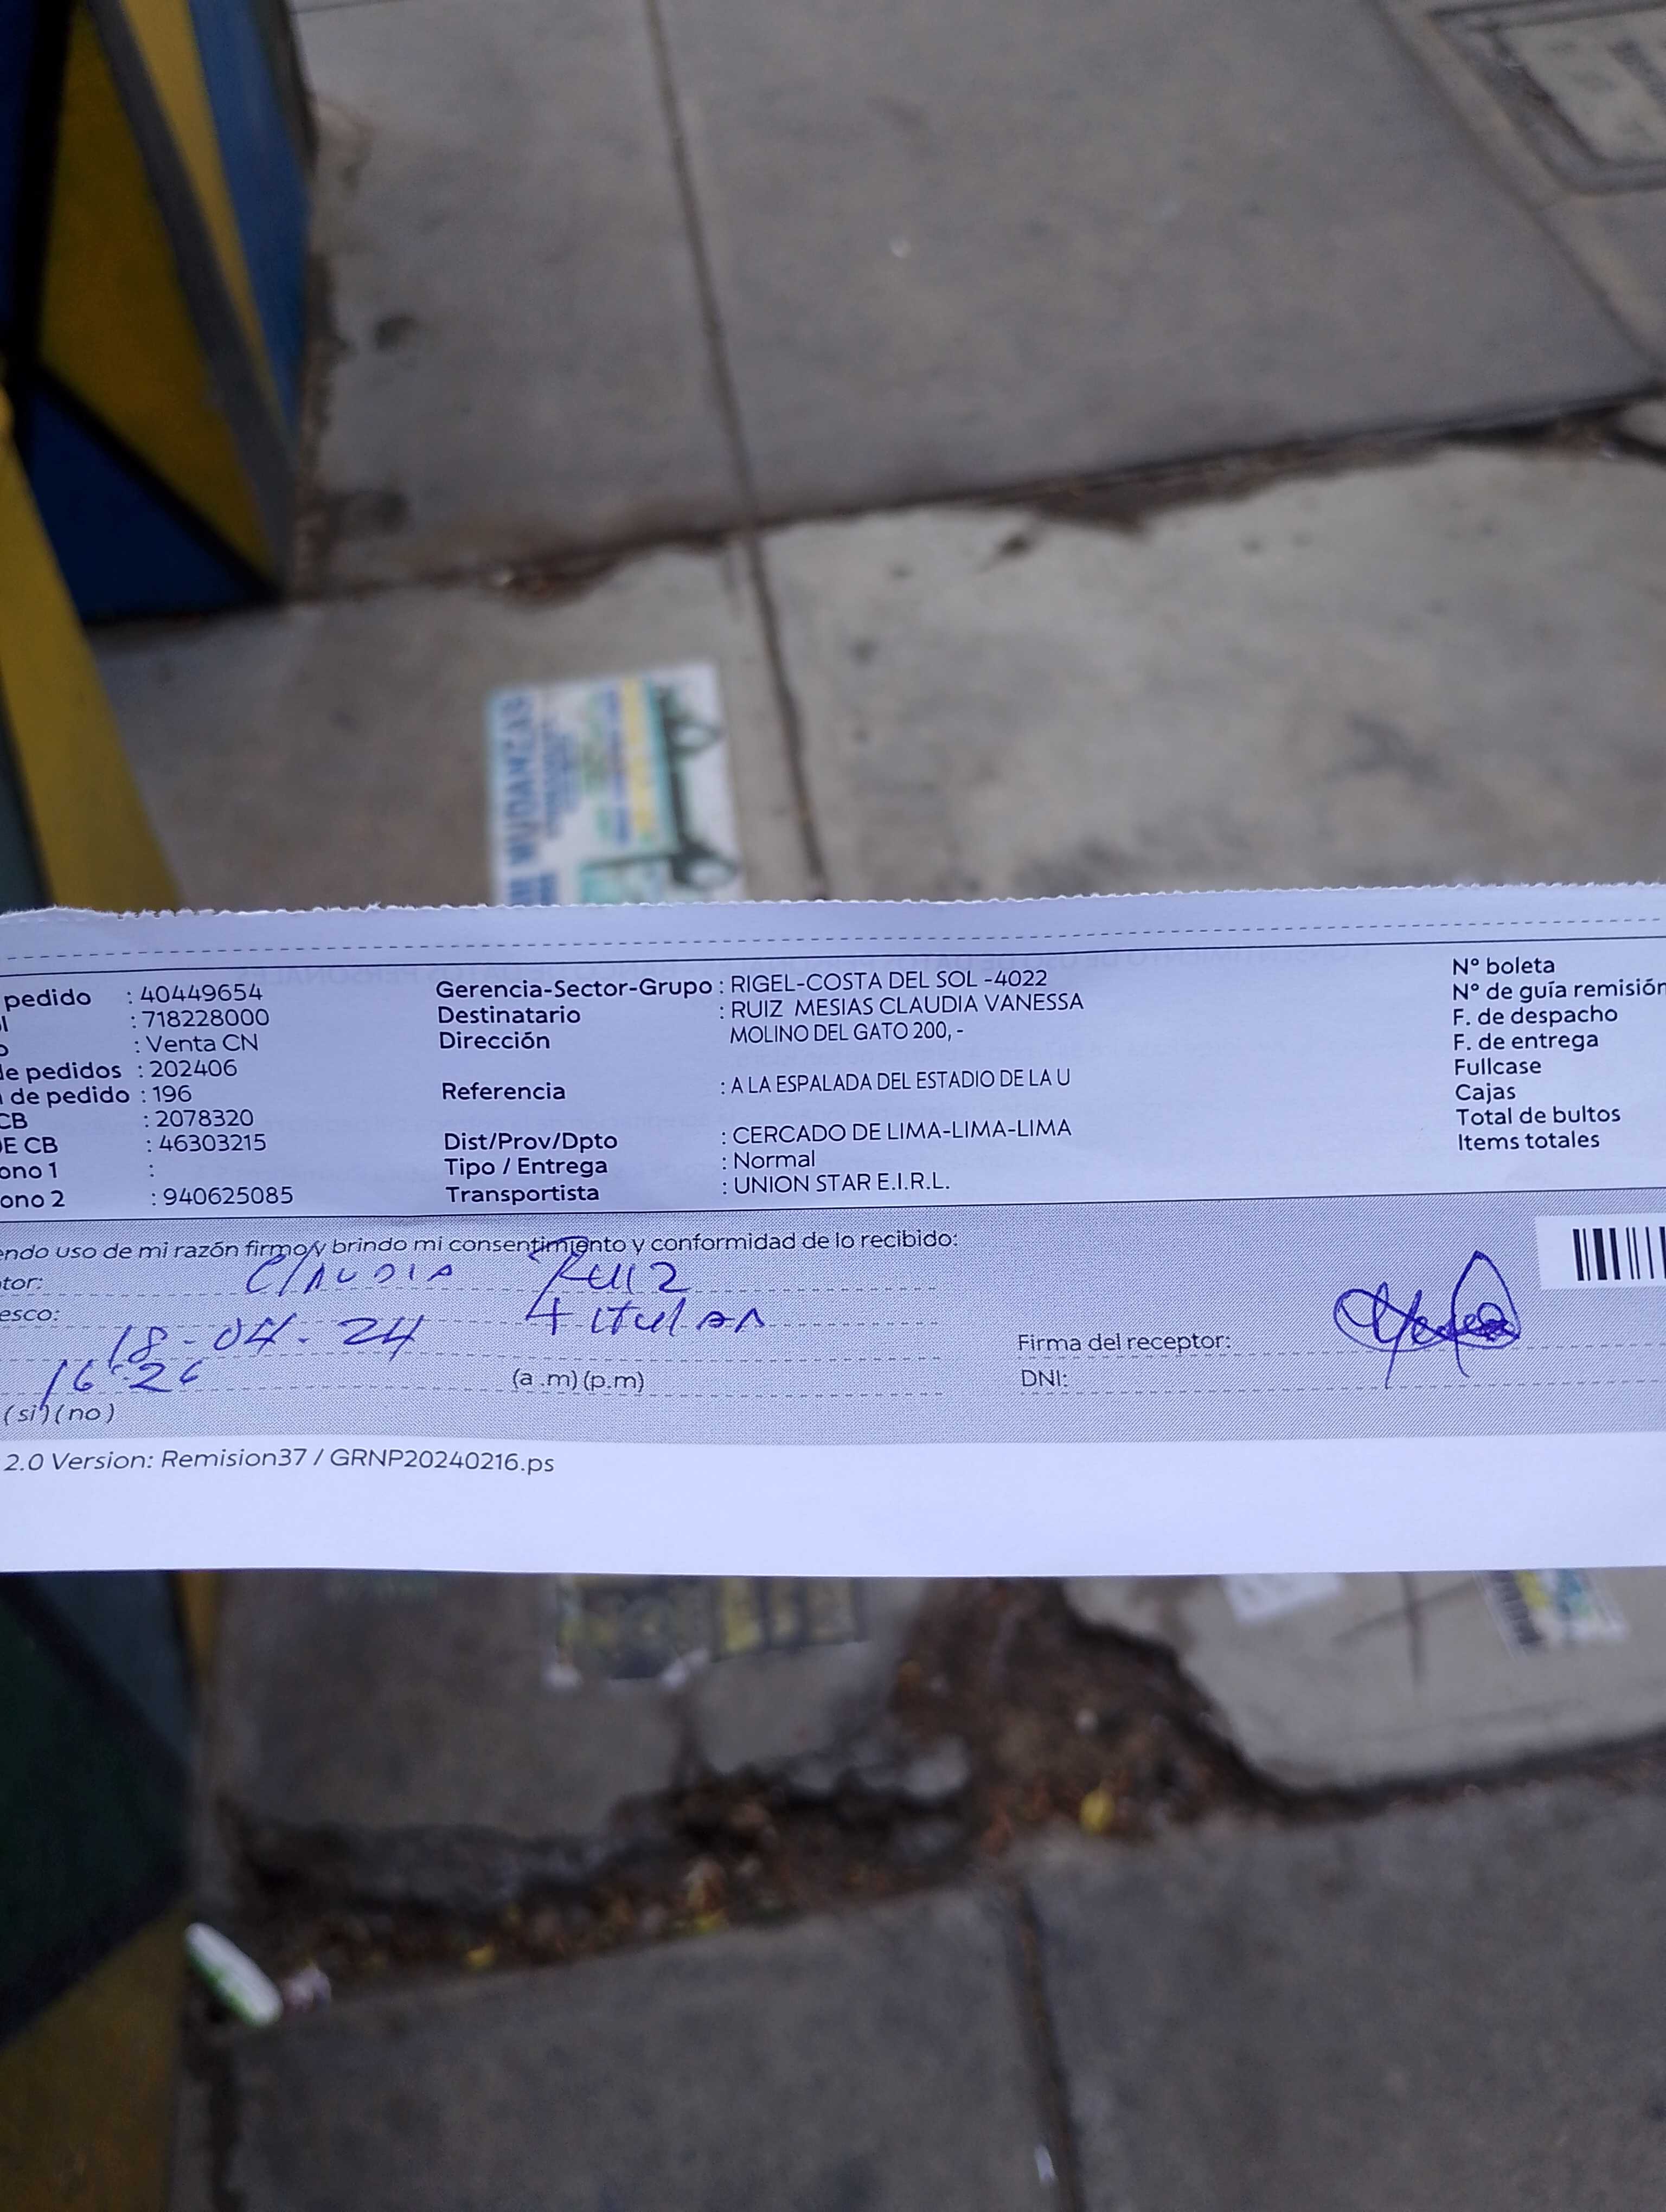 MUDANZAS
pedido : 40449654
l : 718228000
o : Venta CN
de pedidos : 202406
de pedido : 196
CB : 2078320
DE CB : 46303215
ono 1 :
ono 2 : 940625085
Gerencia-Sector-Grupo : RIGEL-COSTA DEL SOL -4022
Destinatario : RUIZ MESIAS CLAUDIA VANESSA
Dirección MOLINO DEL GATO 200, -
Referencia : A LA ESPALADA DEL ESTADIO DE LA U
Dist/Prov/Dpto : CERCADO DE LIMA-LIMA-LIMA
Tipo / Entrega : Normal
Transportista : UNION STAR E.I.R.L.
N° boleta
N° de guía remisión
F. de despacho
F. de entrega
Fullcase
Cajas
Total de bultos
Items totales
endo uso de mi razón firmo y brindo mi consentimiento y conformidad de lo recibido:
tor: Claudia Ruiz
esco: titular
18-04-24
16:26 (a .m) (p.m)
(si) (no)
Firma del receptor:
DNI:
2.0 Version: Remision37 / GRNP20240216.ps